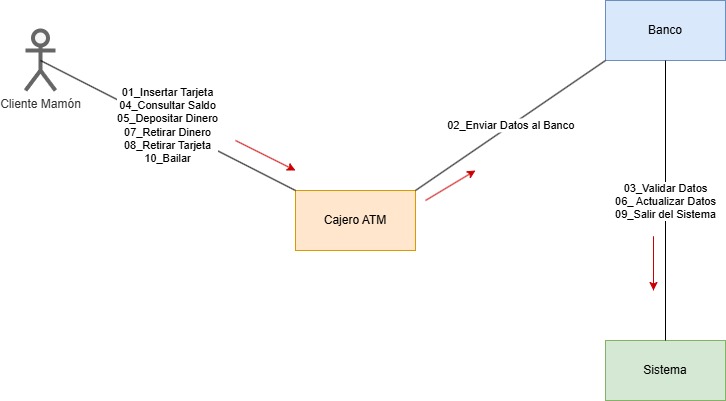 Cliente Mamón
01_Insertar Tarjeta
04_Consultar Saldo
05_Depositar Dinero
07_Retirar Dinero
08_Retirar Tarjeta
10_Bailar
Cajero ATM
02_Enviar Datos al Banco
Banco
03_Validar Datos
06_ Actualizar Datos
09_Salir del Sistema
Sistema